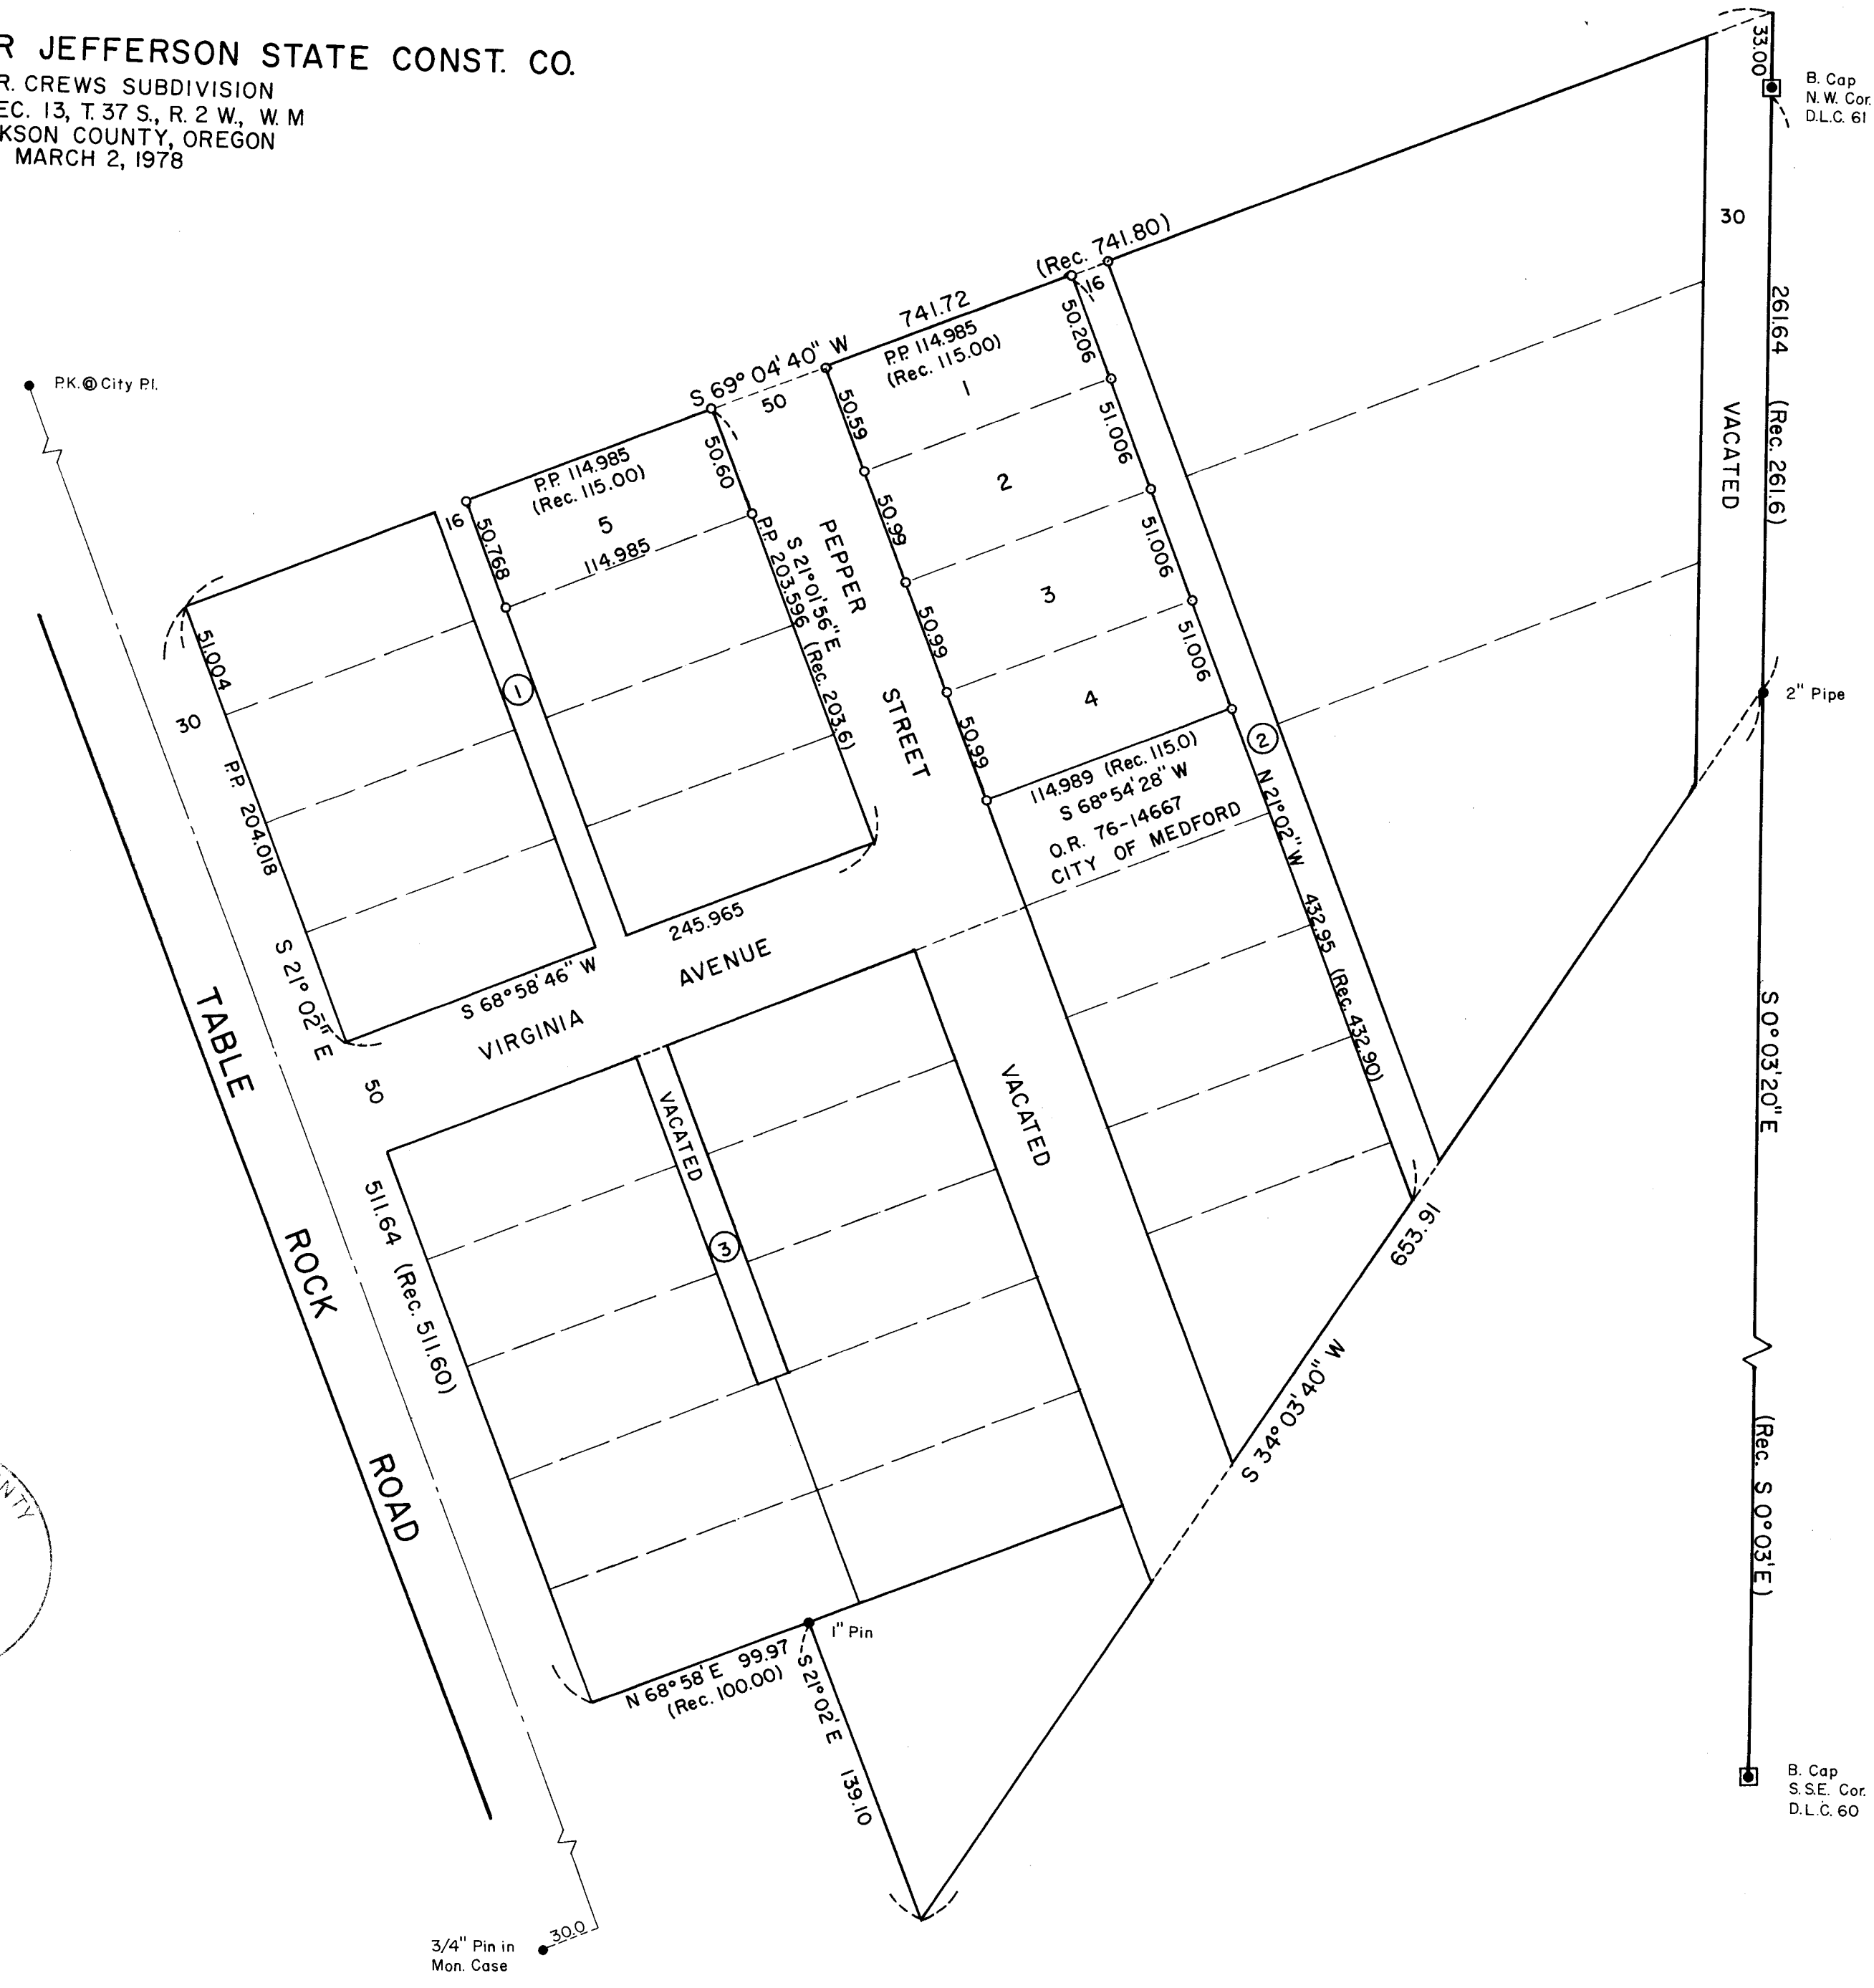 R JEFFERSON STATE CONST. CO.
R. CREWS SUBDIVISION
EC. 13, T. 37 S., R. 2 W., W. M
KSON COUNTY, OREGON
MARCH 2, 1978
33.00
B. Cap
N. W. Cor.
D.L.C. 61
30
VACATED
261.64 (Rec. 261.6)
2" Pipe
S 0° 03' 20" E
(Rec. S 0° 03' E)
B. Cap
S.S.E. Cor.
D.L.C. 60
P.K. @ City P.I.
S 69° 04' 40" W
741.72
(Rec. 741.80)
16
50
P.P. 114.985
(Rec. 115.00)
1
50.206
50.59
51.006
2
50.99
51.006
3
50.99
51.006
4
50.99
114.989 (Rec. 115.0)
S 68° 54' 28" W
O.R. 76-14667
CITY OF MEDFORD
2
N 21° 02' W 432.95 (Rec. 432.90)
P.P. 114.985
(Rec. 115.00)
5
114.985
16
50.768
50.60
P.P. 203.596 (Rec. 203.6)
S 21° 01' 56" E
PEPPER STREET
1
51.004
30
P.P. 204.018
S 21° 02" E
245.965
S 68° 58' 46" W
VIRGINIA AVENUE
50
TABLE ROCK ROAD
511.64 (Rec. 511.60)
VACATED
3
VACATED
653.91
S 34° 03' 40" W
1" Pin
N 68° 58' E 99.97
(Rec. 100.00)
S 21° 02' E 139.10
30.0
3/4" Pin in
Mon. Case
NTY